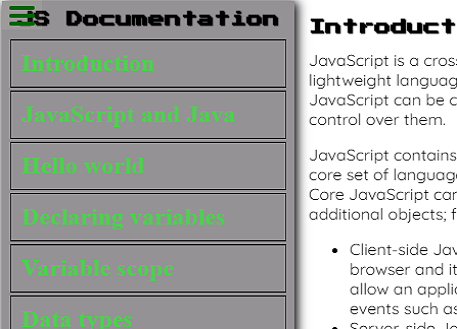 JS Documentation
Introduction
JavaScript and Java
Hello world
Declaring variables
Variable scope
Data types
Introduct
JavaScript is a cros
lightweight languag
JavaScript can be c
control over them.
JavaScript contains
core set of language
Core JavaScript car
additional objects; f
• Client-side Jav
browser and it
allow an applic
events such as
• Server-side Ja